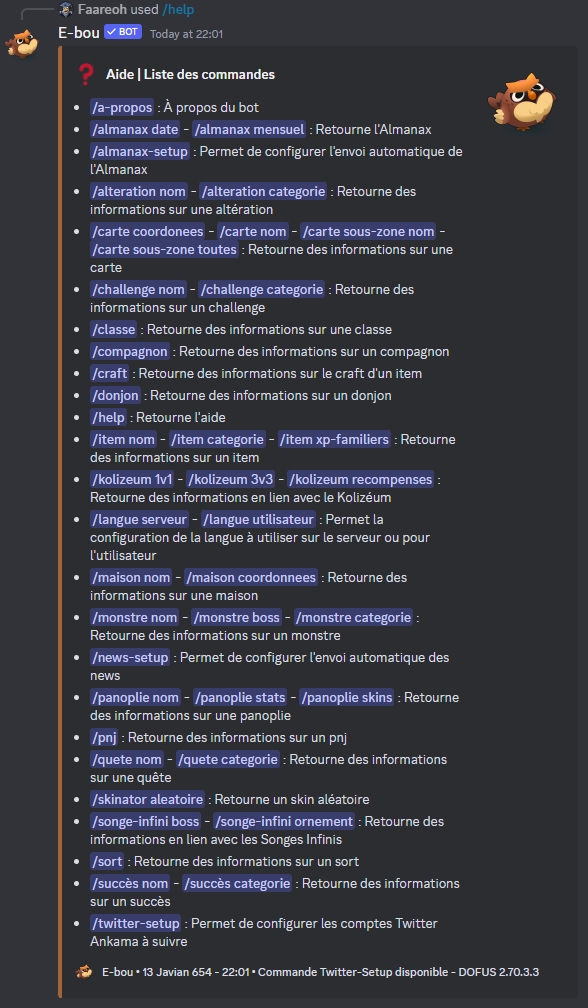 Faareoh used /help
E-bou ✓ BOT Today at 22:01
❓ Aide | Liste des commandes
• /a-propos : À propos du bot
• /almanax date - /almanax mensuel : Retourne l'Almanax
• /almanax-setup : Permet de configurer l'envoi automatique de
l'Almanax
• /alteration nom - /alteration categorie : Retourne des
informations sur une altération
• /carte coordonees - /carte nom - /carte sous-zone nom -
/carte sous-zone toutes : Retourne des informations sur une
carte
• /challenge nom - /challenge categorie : Retourne des
informations sur un challenge
• /classe : Retourne des informations sur une classe
• /compagnon : Retourne des informations sur un compagnon
• /craft : Retourne des informations sur le craft d'un item
• /donjon : Retourne des informations sur un donjon
• /help : Retourne l'aide
• /item nom - /item categorie - /item xp-familiers : Retourne
des informations sur un item
• /kolizeum 1v1 - /kolizeum 3v3 - /kolizeum recompenses :
Retourne des informations en lien avec le Kolizéum
• /langue serveur - /langue utilisateur : Permet la
configuration de la langue à utiliser sur le serveur ou pour
l'utilisateur
• /maison nom - /maison coordonnees : Retourne des
informations sur une maison
• /monstre nom - /monstre boss - /monstre categorie :
Retourne des informations sur un monstre
• /news-setup : Permet de configurer l'envoi automatique des
news
• /panoplie nom - /panoplie stats - /panoplie skins : Retourne
des informations sur une panoplie
• /pnj : Retourne des informations sur un pnj
• /quete nom - /quete categorie : Retourne des informations
sur une quête
• /skinator aleatoire : Retourne un skin aléatoire
• /songe-infini boss - /songe-infini ornement : Retourne des
informations en lien avec les Songes Infinis
• /sort : Retourne des informations sur un sort
• /succès nom - /succès categorie : Retourne des informations
sur un succès
• /twitter-setup : Permet de configurer les comptes Twitter
Ankama à suivre
E-bou • 13 Javian 654 - 22:01 • Commande Twitter-Setup disponible - DOFUS 2.70.3.3